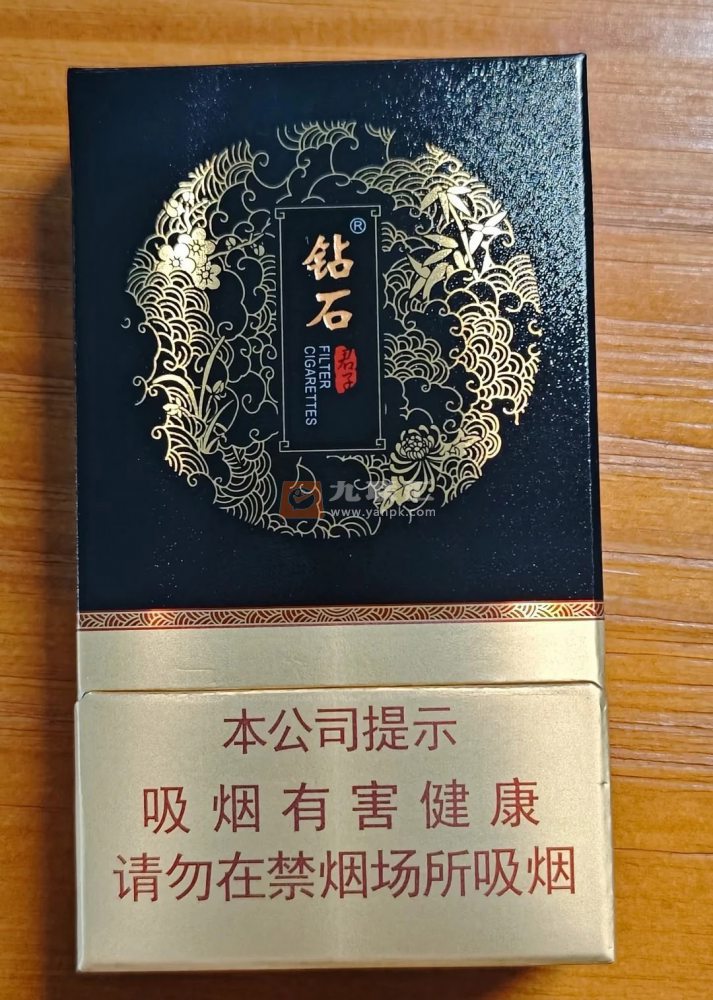 钻石®
君子
FILTER
CIGARETTES
www.yanpk.com
本公司提示
吸烟有害健康
请勿在禁烟场所吸烟